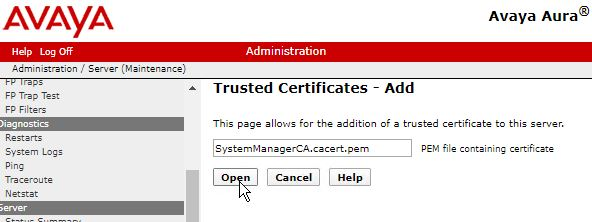 AVAYA
Avaya Aura®
Help Log Off
Administration
Administration / Server (Maintenance)
FP Traps
FP Trap Test
FP Filters
Diagnostics
Restarts
System Logs
Ping
Traceroute
Netstat
Server
Status Summary
Trusted Certificates - Add
This page allows for the addition of a trusted certificate to this server.
SystemManagerCA.cacert.pem PEM file containing certificate
Open Cancel Help